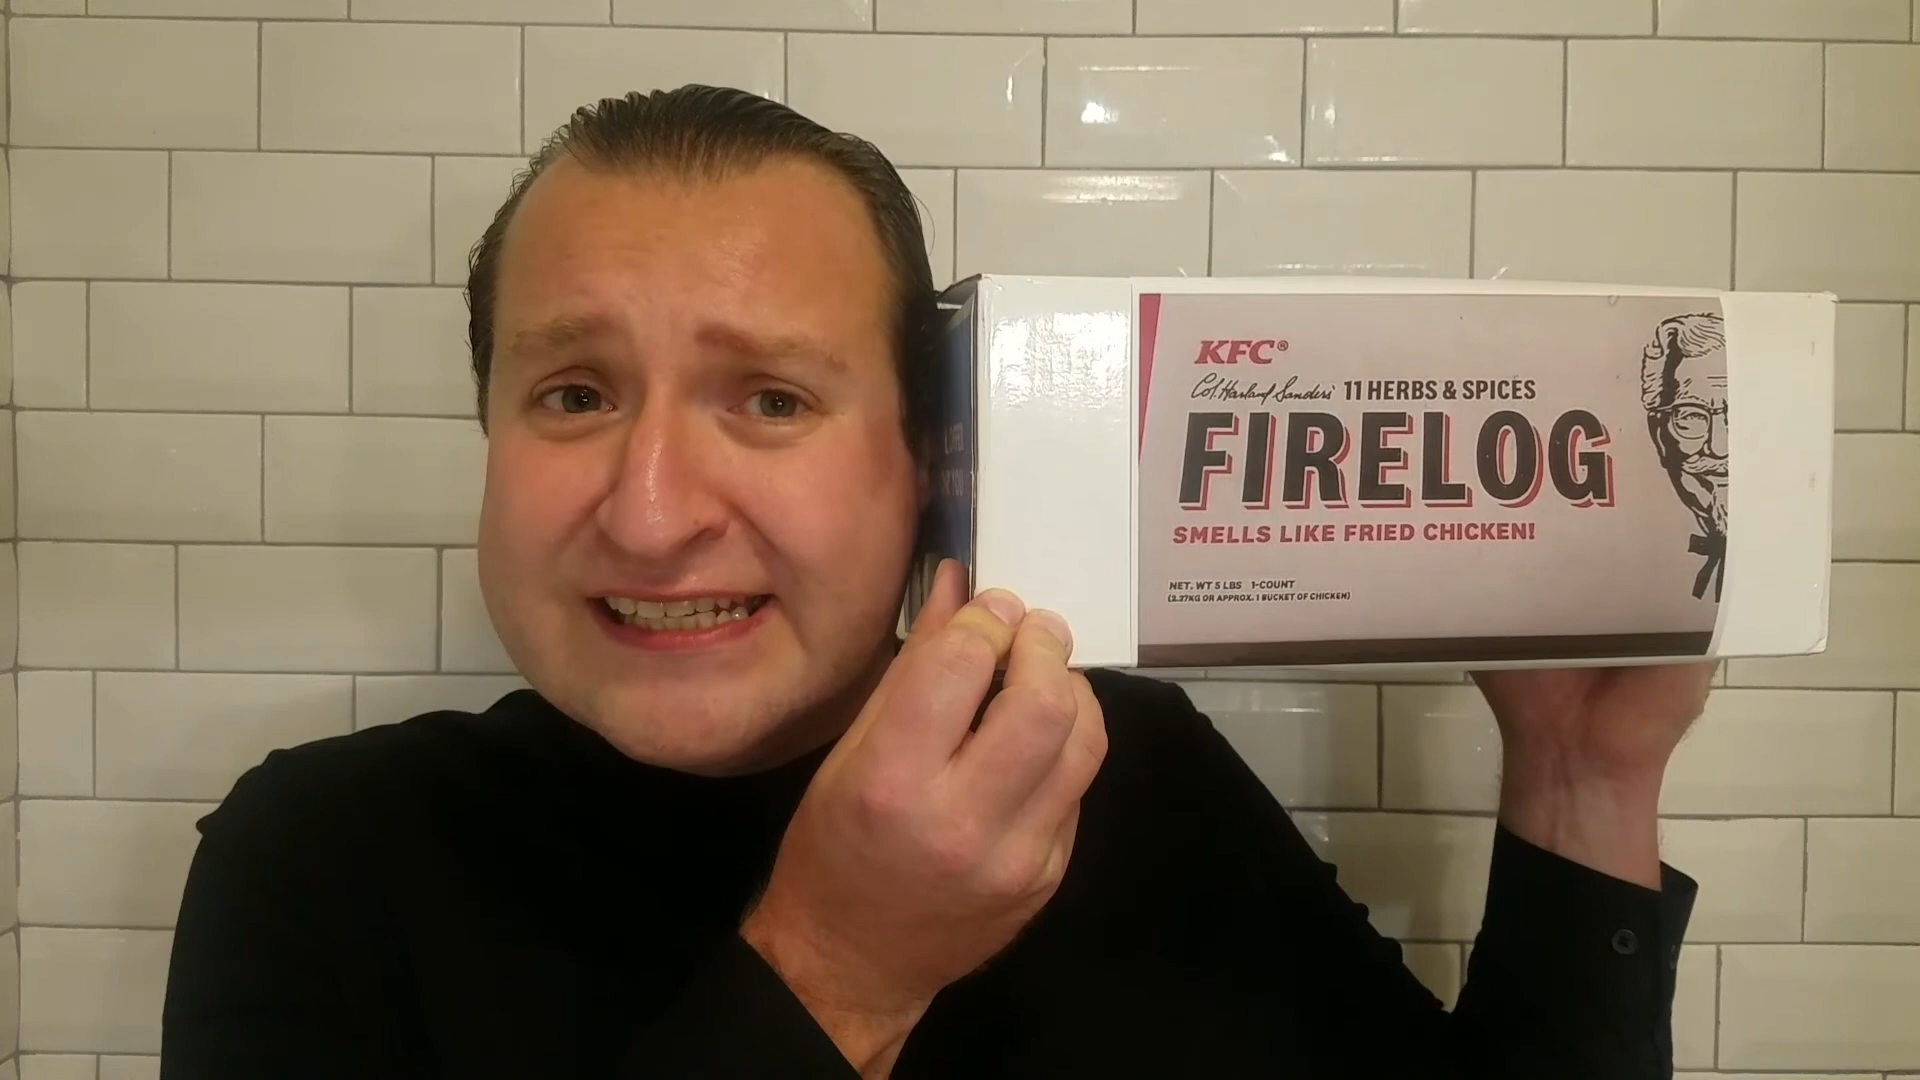 KFC®
Col. Harland Sanders' 11 HERBS & SPICES
FIRELOG
SMELLS LIKE FRIED CHICKEN!
NET. WT 5 LBS 1-COUNT
(2.27KG OR APPROX. 1 BUCKET OF CHICKEN)